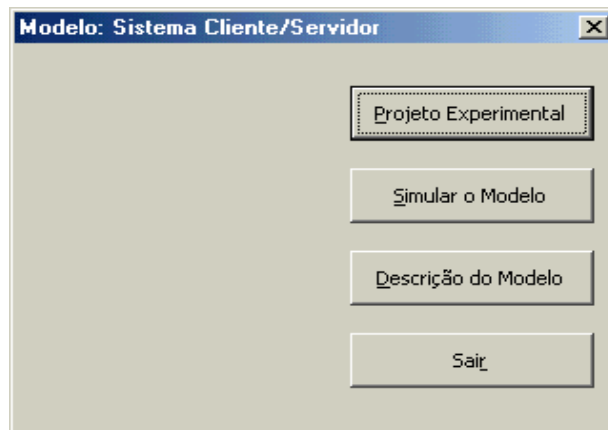 Modelo: Sistema Cliente/Servidor
Projeto Experimental
Simular o Modelo
Descrição do Modelo
Sair